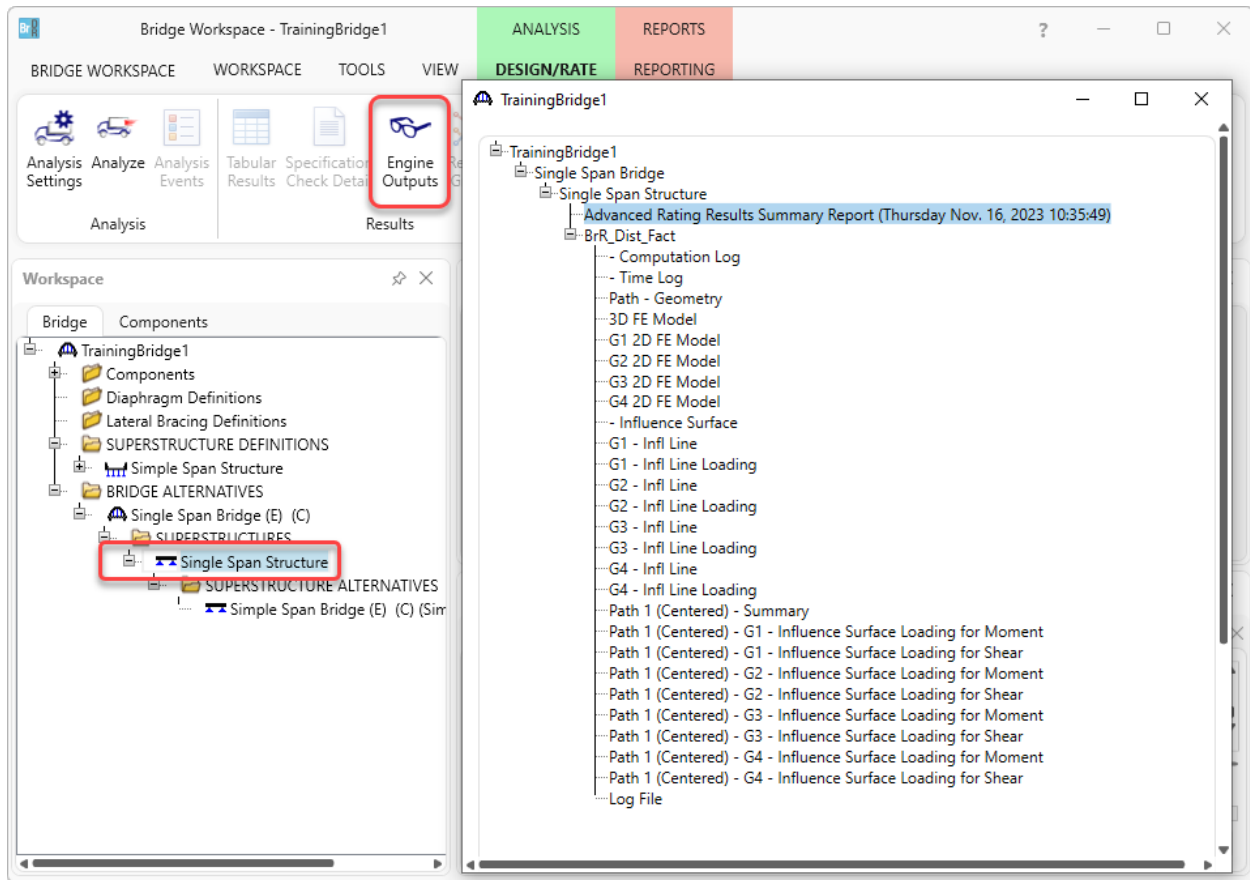 Br DR
Bridge Workspace - TrainingBridge1
ANALYSIS
REPORTS
?
BRIDGE WORKSPACE
WORKSPACE
TOOLS
VIEW
DESIGN/RATE
REPORTING
Analysis Settings
Analyze
Analysis Events
Tabular Results
Specification Check Detail
Engine Outputs
Analysis
Results
Workspace
Bridge
Components
TrainingBridge1
Components
Diaphragm Definitions
Lateral Bracing Definitions
SUPERSTRUCTURE DEFINITIONS
Simple Span Structure
BRIDGE ALTERNATIVES
Single Span Bridge (E) (C)
SUPERSTRUCTURES
Single Span Structure
SUPERSTRUCTURE ALTERNATIVES
Simple Span Bridge (E) (C) (Sim
TrainingBridge1
TrainingBridge1
Single Span Bridge
Single Span Structure
Advanced Rating Results Summary Report (Thursday Nov. 16, 2023 10:35:49)
BrR_Dist_Fact
- Computation Log
- Time Log
Path - Geometry
3D FE Model
G1 2D FE Model
G2 2D FE Model
G3 2D FE Model
G4 2D FE Model
- Influence Surface
G1 - Infl Line
G1 - Infl Line Loading
G2 - Infl Line
G2 - Infl Line Loading
G3 - Infl Line
G3 - Infl Line Loading
G4 - Infl Line
G4 - Infl Line Loading
Path 1 (Centered) - Summary
Path 1 (Centered) - G1 - Influence Surface Loading for Moment
Path 1 (Centered) - G1 - Influence Surface Loading for Shear
Path 1 (Centered) - G2 - Influence Surface Loading for Moment
Path 1 (Centered) - G2 - Influence Surface Loading for Shear
Path 1 (Centered) - G3 - Influence Surface Loading for Moment
Path 1 (Centered) - G3 - Influence Surface Loading for Shear
Path 1 (Centered) - G4 - Influence Surface Loading for Moment
Path 1 (Centered) - G4 - Influence Surface Loading for Shear
Log File